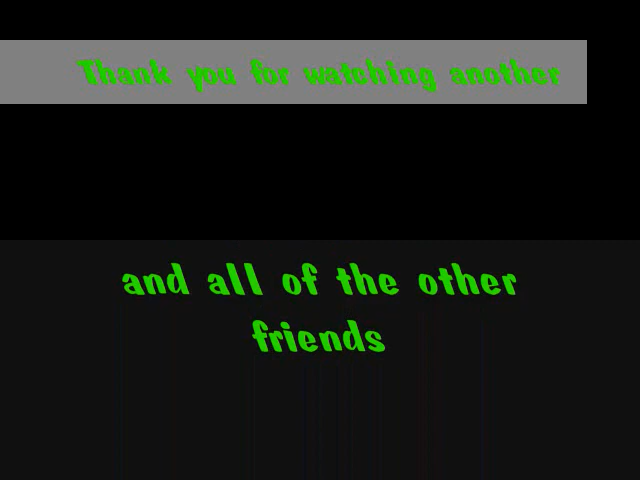 Thank you for watching another
and all of the other
friends